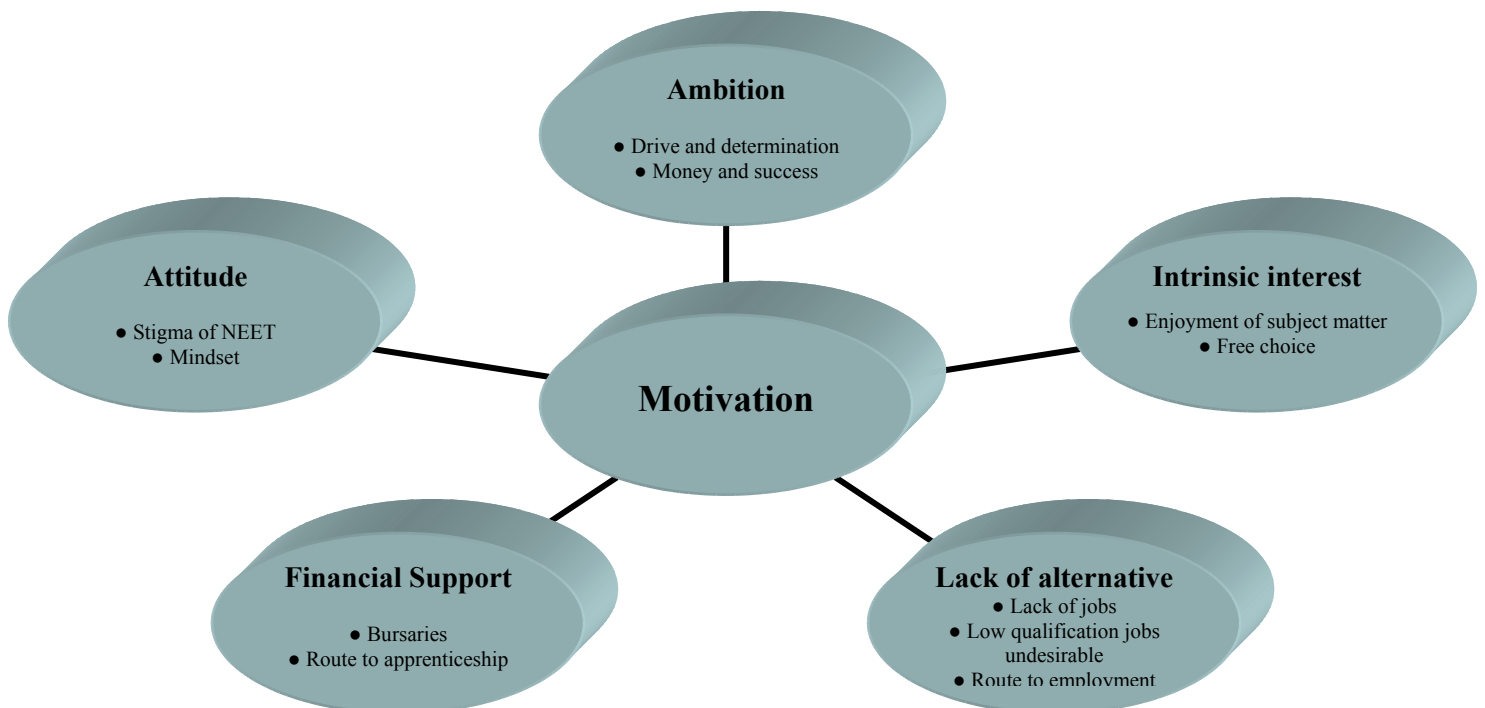 Ambition
● Drive and determination
● Money and success
Attitude
● Stigma of NEET
● Mindset
Intrinsic interest
● Enjoyment of subject matter
● Free choice
Motivation
Financial Support
● Bursaries
● Route to apprenticeship
Lack of alternative
● Lack of jobs
● Low qualification jobs
undesirable
● Route to employment